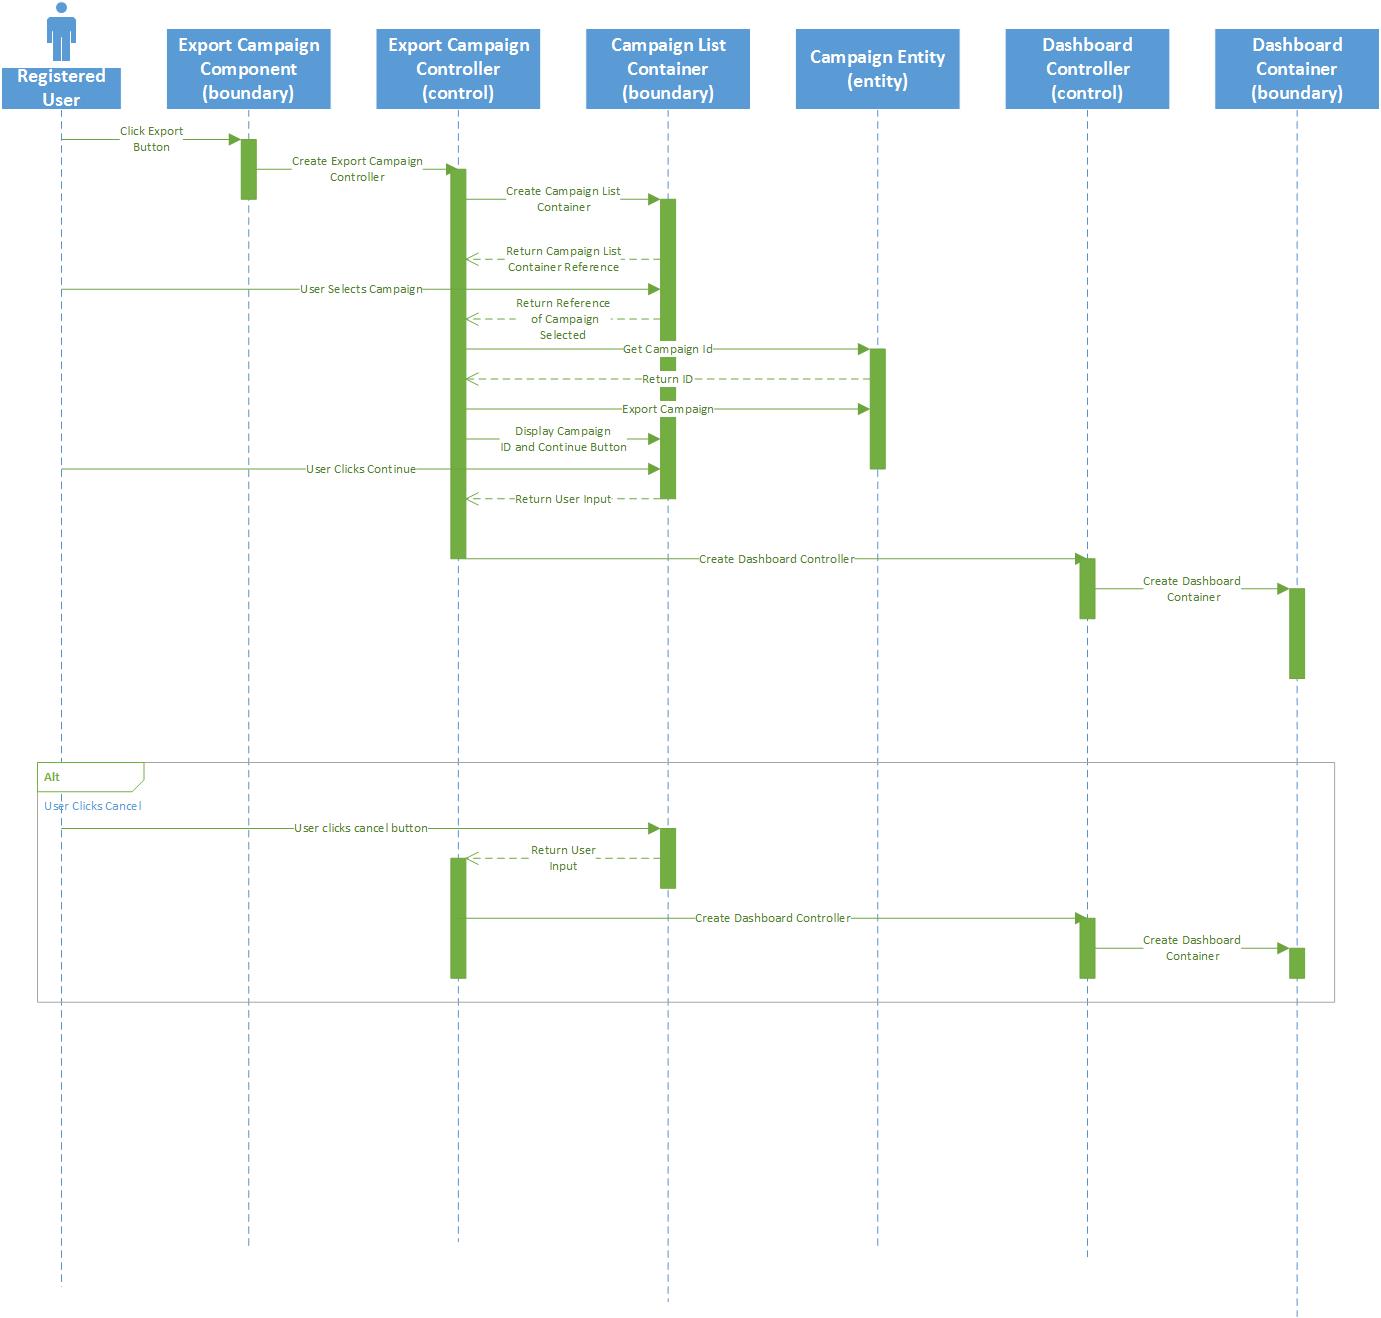 Registered
User
Export Campaign
Component
(boundary)
Export Campaign
Controller
(control)
Campaign List
Container
(boundary)
Campaign Entity
(entity)
Dashboard
Controller
(control)
Dashboard
Container
(boundary)
Click Export
Button
Create Export Campaign
Controller
Create Campaign List
Container
Return Campaign List
Container Reference
User Selects Campaign
Return Reference
of Campaign
Selected
Get Campaign Id
Return ID
Export Campaign
Display Campaign
ID and Continue Button
User Clicks Continue
Return User Input
Create Dashboard Controller
Create Dashboard
Container
Alt
User Clicks Cancel
User clicks cancel button
Return User
Input
Create Dashboard Controller
Create Dashboard
Container